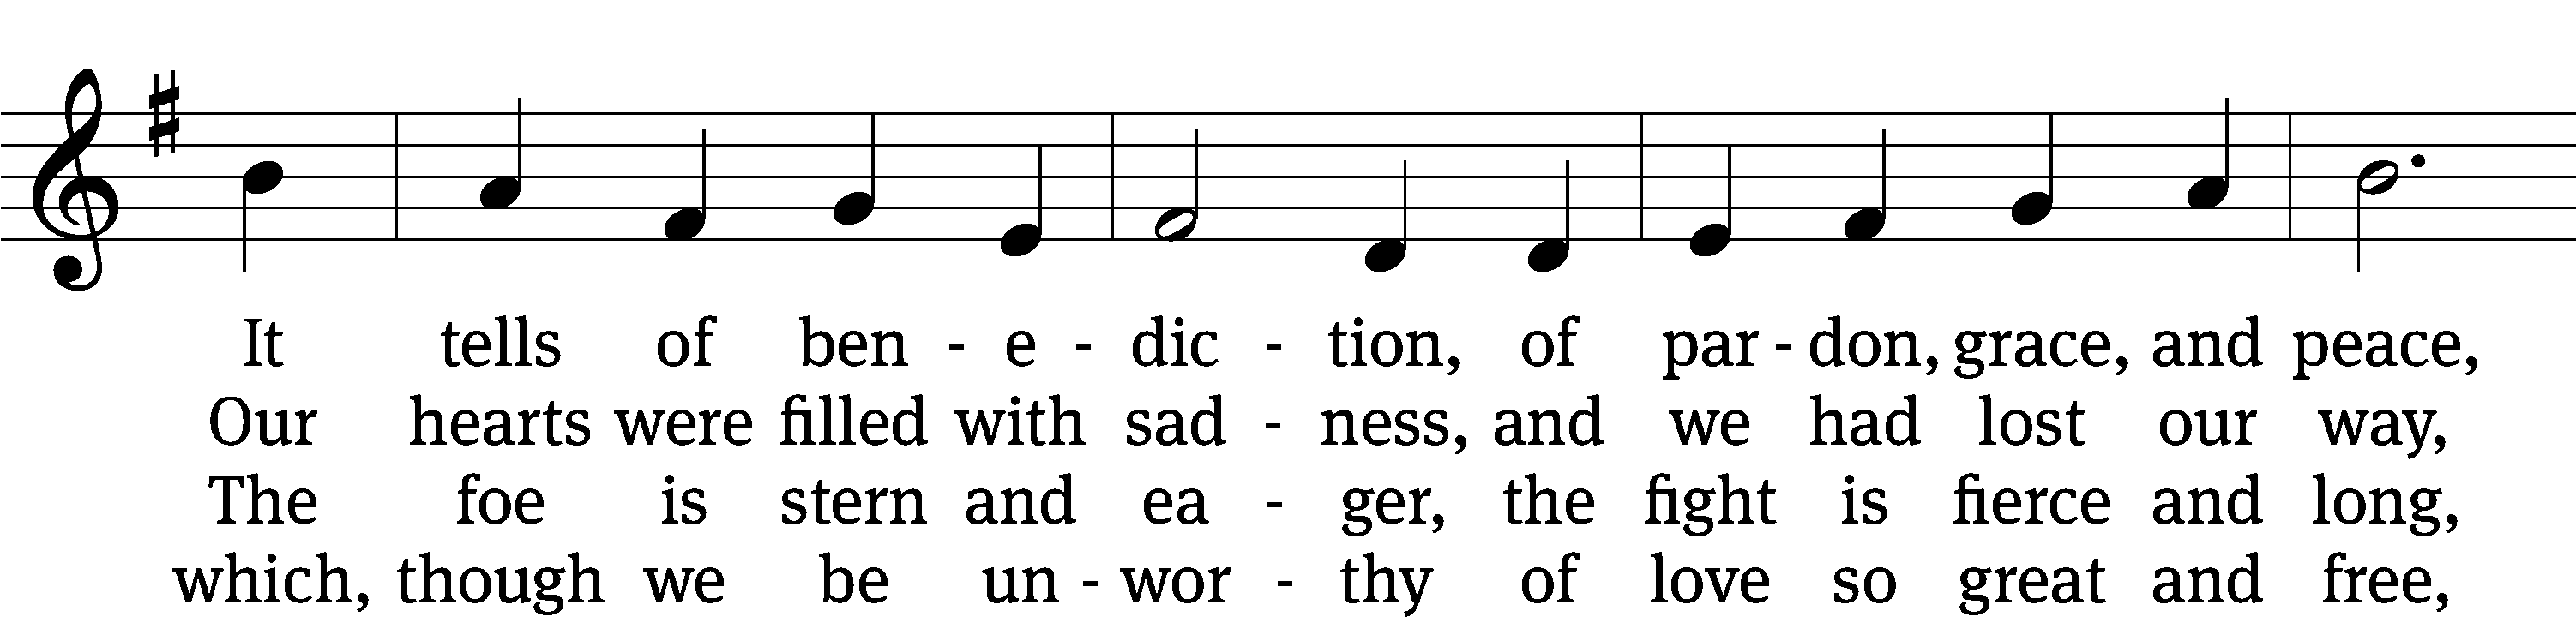 It tells of ben - e - dic - tion, of par - don, grace, and peace,
Our hearts were filled with sad - ness, and we had lost our way,
The foe is stern and ea - ger, the fight is fierce and long,
which, though we be un - wor - thy of love so great and free,